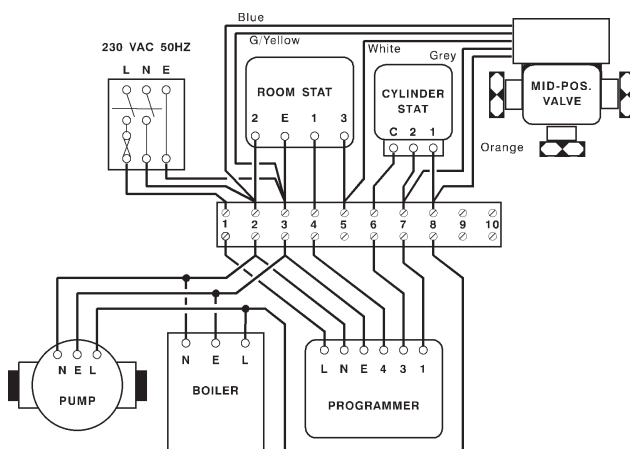 Blue
G/Yellow
White
Grey
230 VAC 50HZ
L N E
ROOM STAT
2 E 1 3
CYLINDER
STAT
C 2 1
MID-POS.
VALVE
Orange
1 2 3 4 5 6 7 8 9 10
N E L
PUMP
N E L
BOILER
L N E 4 3 1
PROGRAMMER